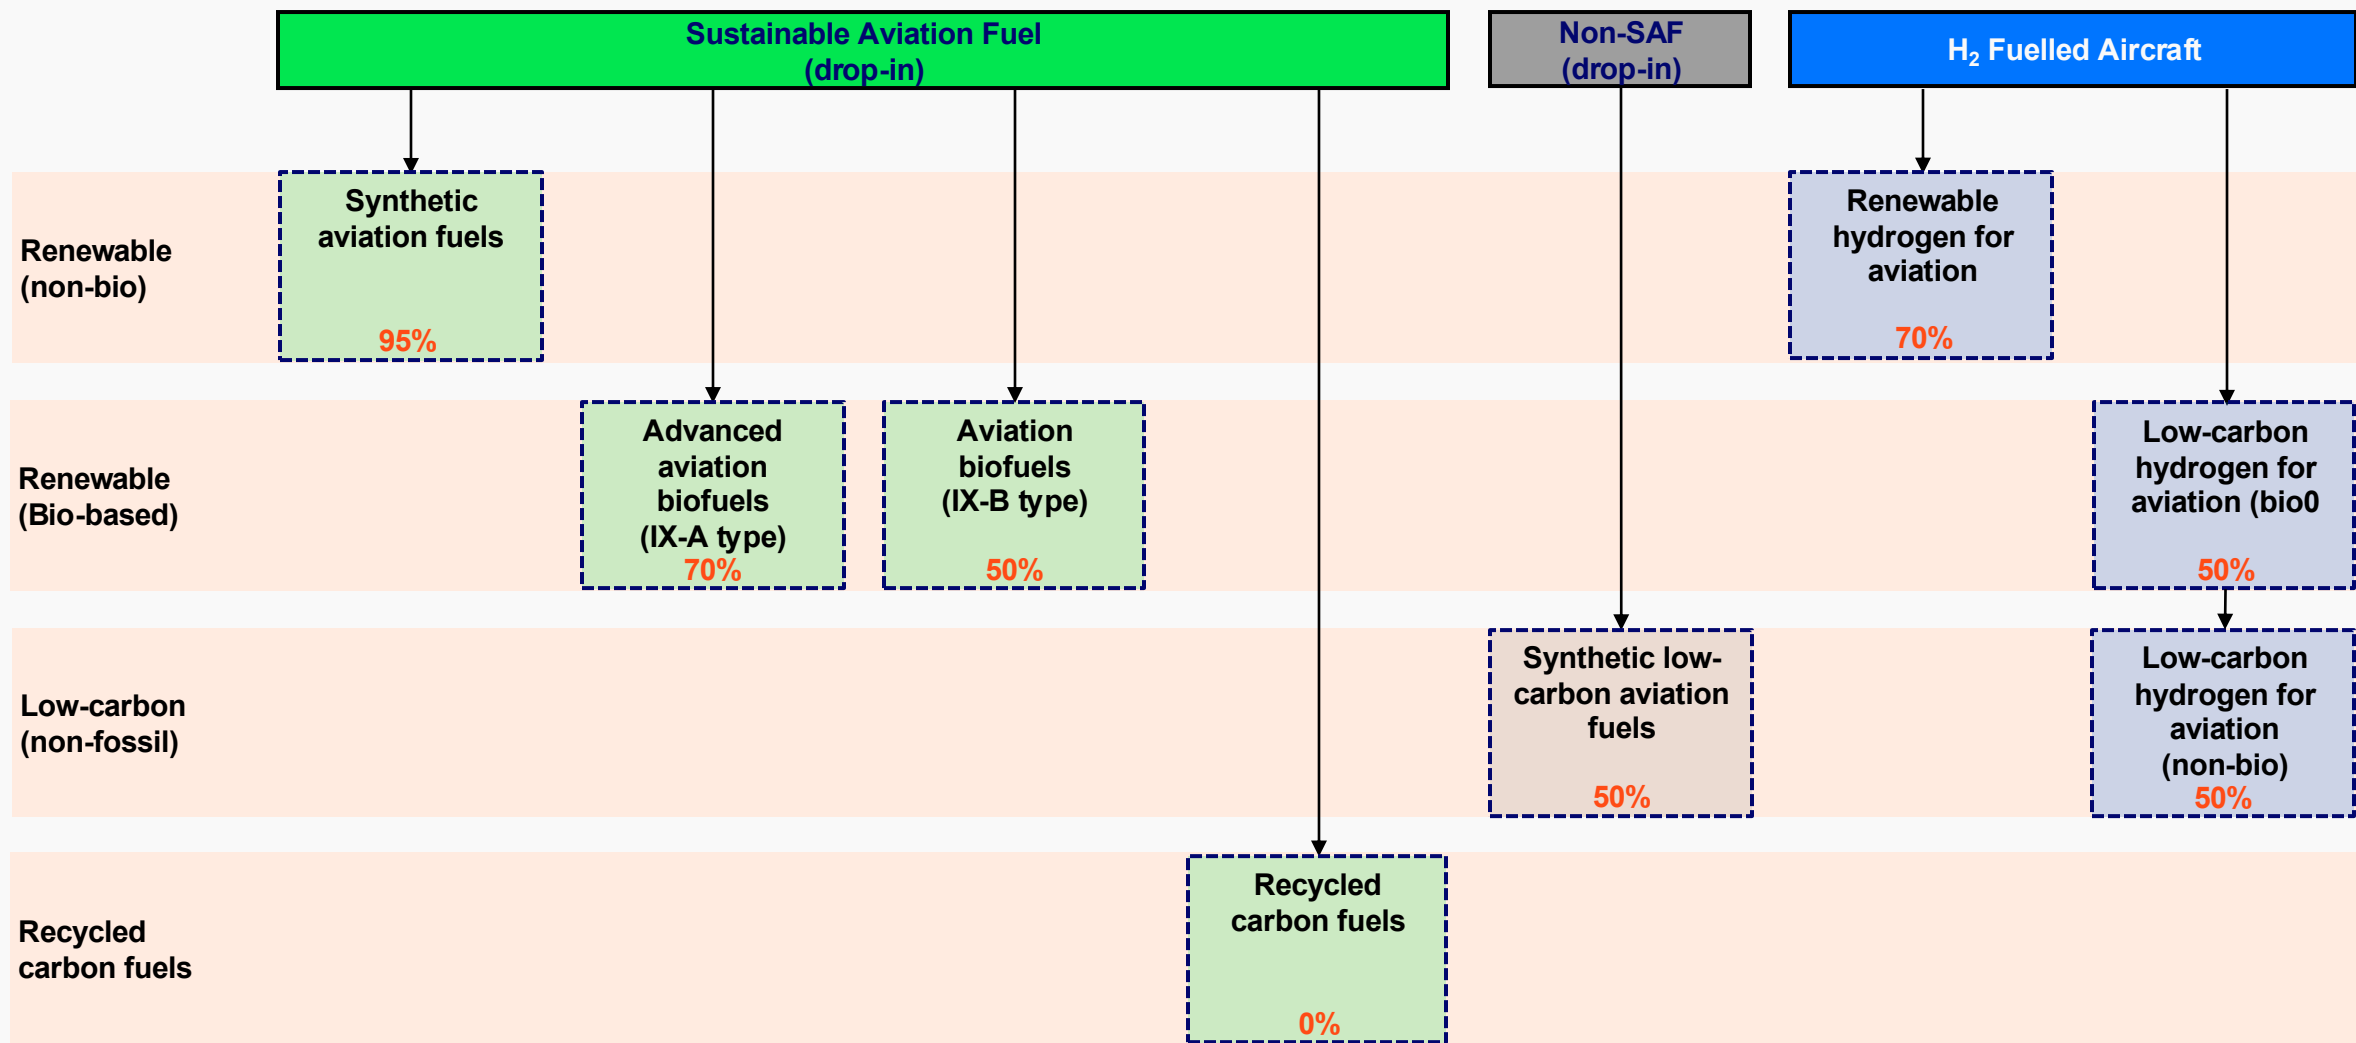 Sustainable Aviation Fuel
(drop-in)
Non-SAF
(drop-in)
H₂ Fuelled Aircraft
Renewable
(non-bio)
Synthetic
aviation fuels
95%
Renewable
hydrogen for
aviation
70%
Renewable
(Bio-based)
Advanced
aviation
biofuels
(IX-A type)
70%
Aviation
biofuels
(IX-B type)
50%
Low-carbon
hydrogen for
aviation (bio0
50%
Low-carbon
(non-fossil)
Synthetic low-
carbon aviation
fuels
50%
Low-carbon
hydrogen for
aviation
(non-bio)
50%
Recycled
carbon fuels
Recycled
carbon fuels
0%